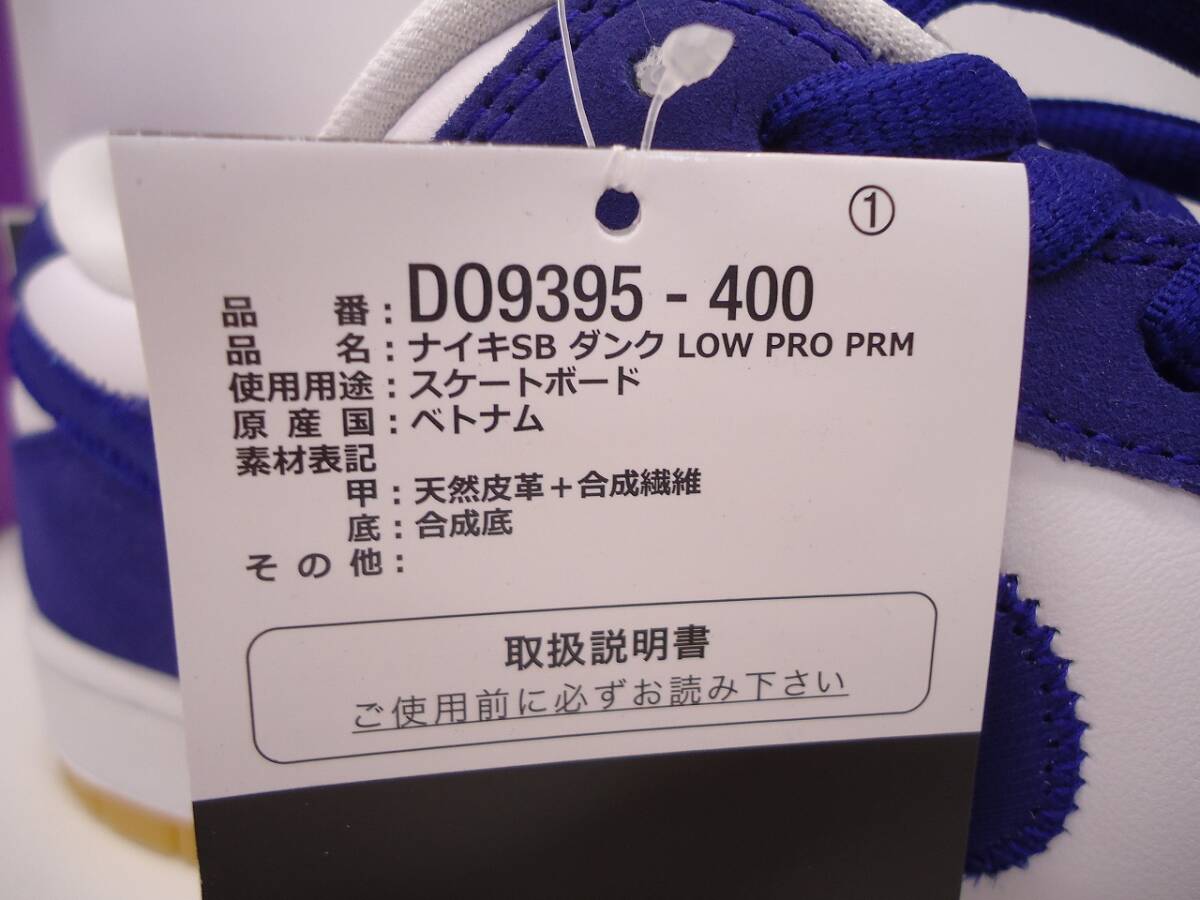 ①
品番：DO9395 - 400
品名：ナイキSB ダンク LOW PRO PRM
使用用途：スケートボード
原産国：ベトナム
素材表記
甲：天然皮革＋合成繊維
底：合成底
その他：
取扱説明書
ご使用前に必ずお読み下さい